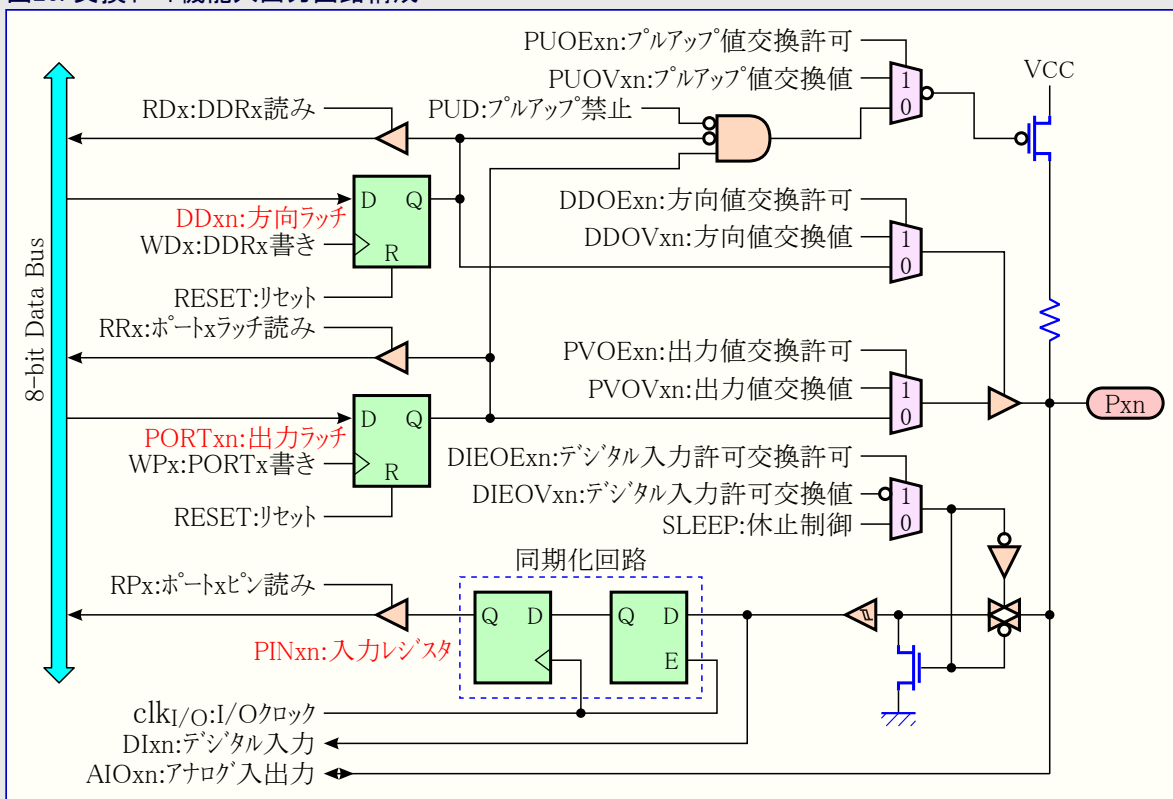 PUOExn:プルアップ値交換許可
PUOVxn:プルアップ値交換値
1
0
VCC
RDx:DDRx読み
PUD:プルアップ禁止
D
Q
R
DDxn:方向ラッチ
WDx:DDRx書き
RESET:リセット
DDOExn:方向値交換許可
DDOVxn:方向値交換値
1
0
8-bit Data Bus
RRx:ポートxラッチ読み
PVOExn:出力値交換許可
PVOVxn:出力値交換値
1
0
Pxn
D
Q
R
PORTxn:出力ラッチ
WPx:PORTx書き
RESET:リセット
DIEOExn:デジタル入力許可交換許可
DIEOVxn:デジタル入力許可交換値
SLEEP:休止制御
1
0
同期化回路
RPx:ポートxピン読み
Q
D
Q
D
E
PINxn:入力レジスタ
clkI/O:I/Oクロック
DIxn:デジタル入力
AIOxn:アナログ入出力